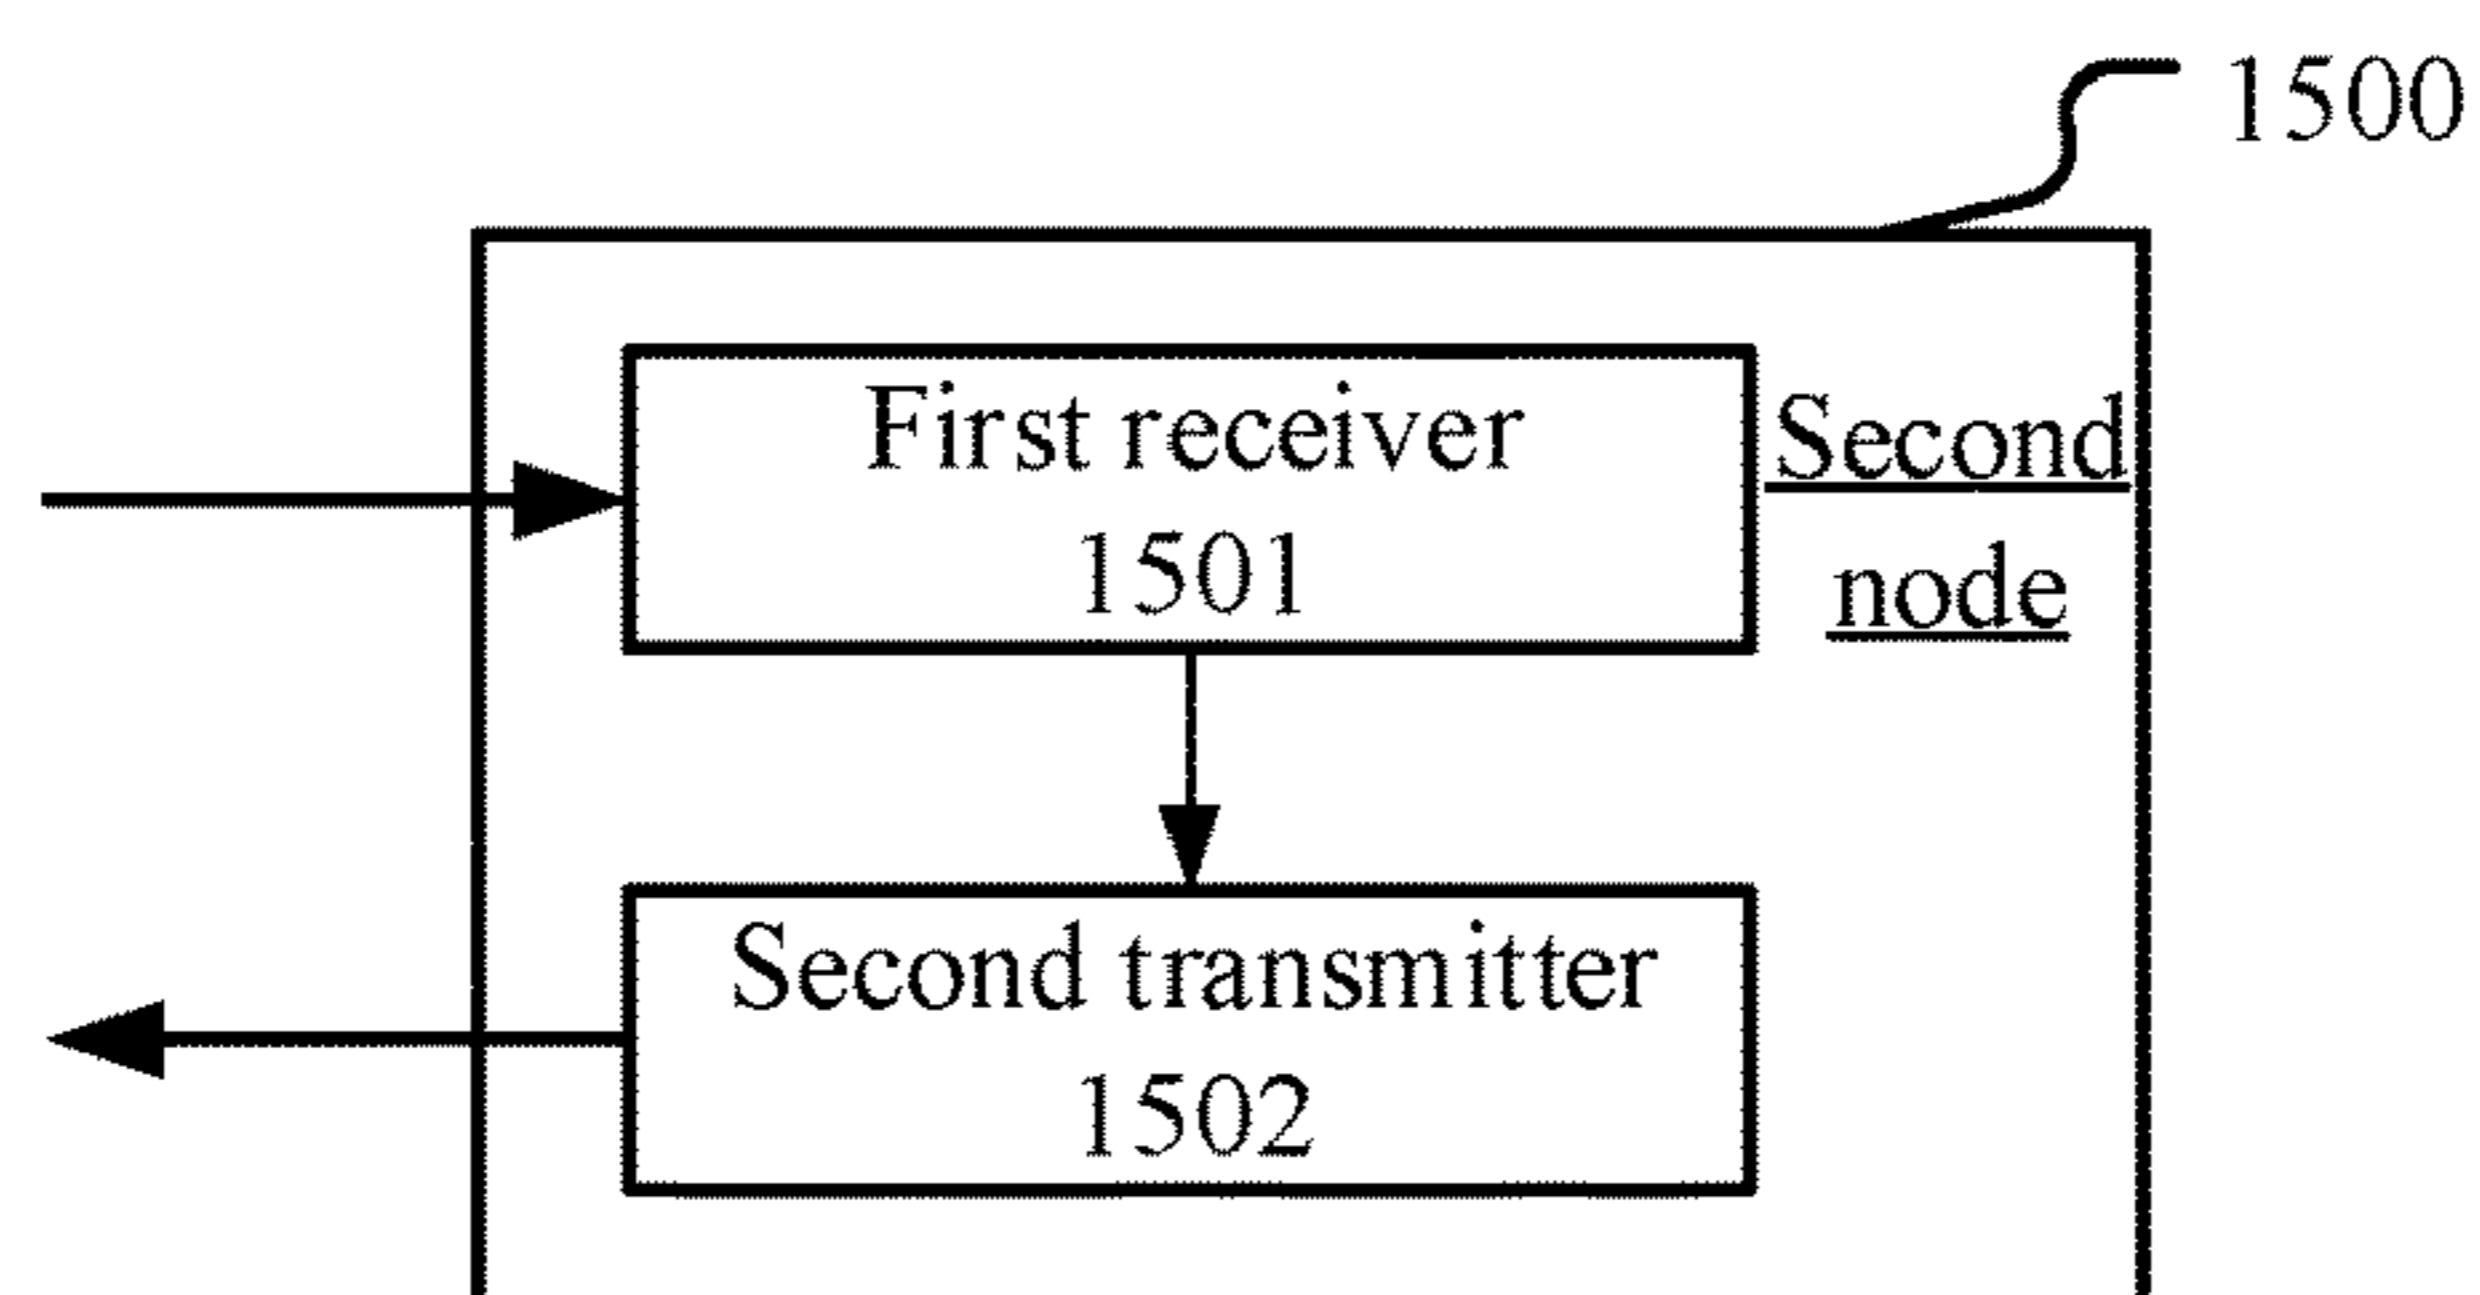 1500
First receiver
1501
Second
node
Second transmitter
1502